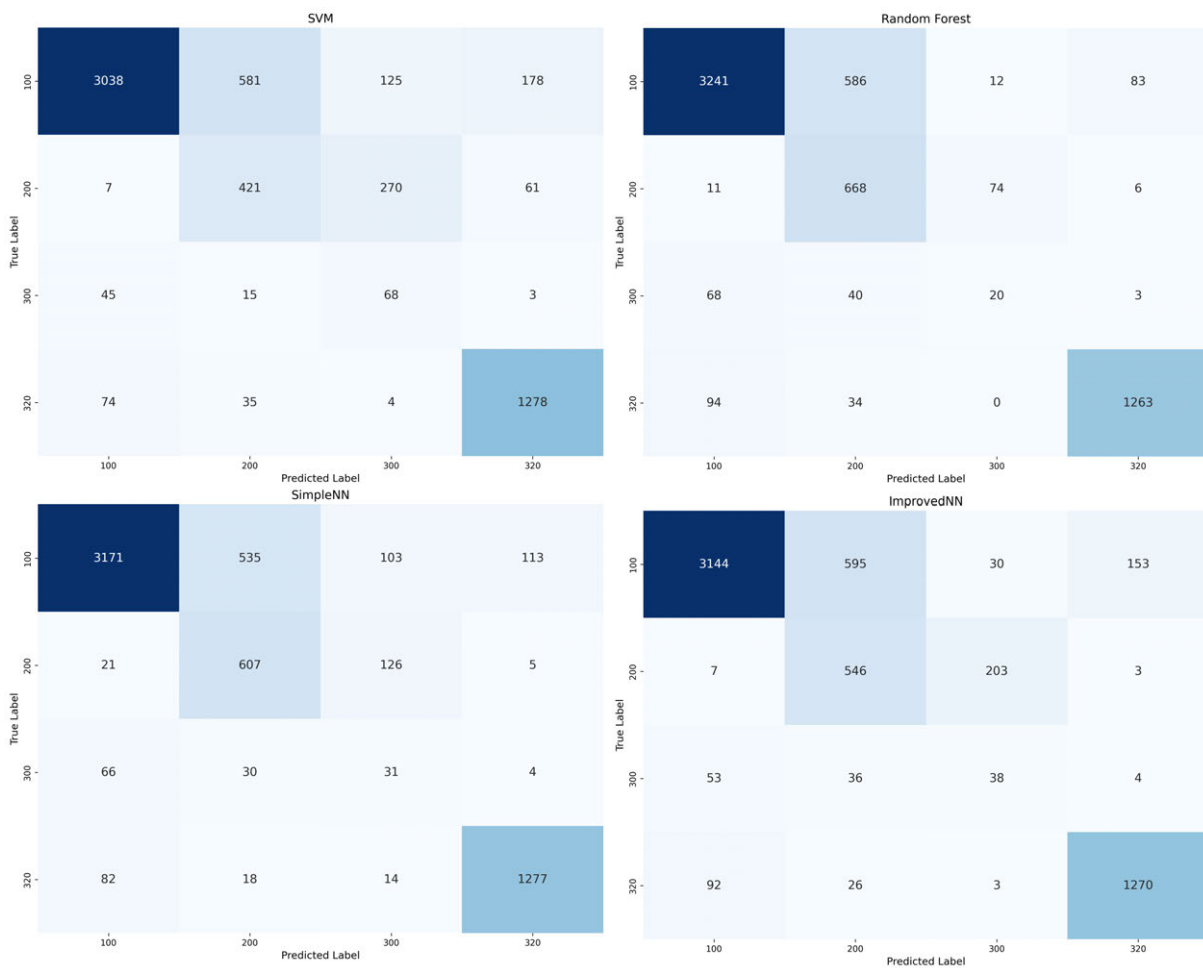 SVM
3038 581 125 178
7 421 270 61
45 15 68 3
74 35 4 1278
100
200
300
320
True Label
100 200 300 320
Predicted Label
Random Forest
3241 586 12 83
11 668 74 6
68 40 20 3
94 34 0 1263
100
200
300
320
True Label
100 200 300 320
Predicted Label
SimpleNN
3171 535 103 113
21 607 126 5
66 30 31 4
82 18 14 1277
100
200
300
320
True Label
100 200 300 320
Predicted Label
ImprovedNN
3144 595 30 153
7 546 203 3
53 36 38 4
92 26 3 1270
100
200
300
320
True Label
100 200 300 320
Predicted Label